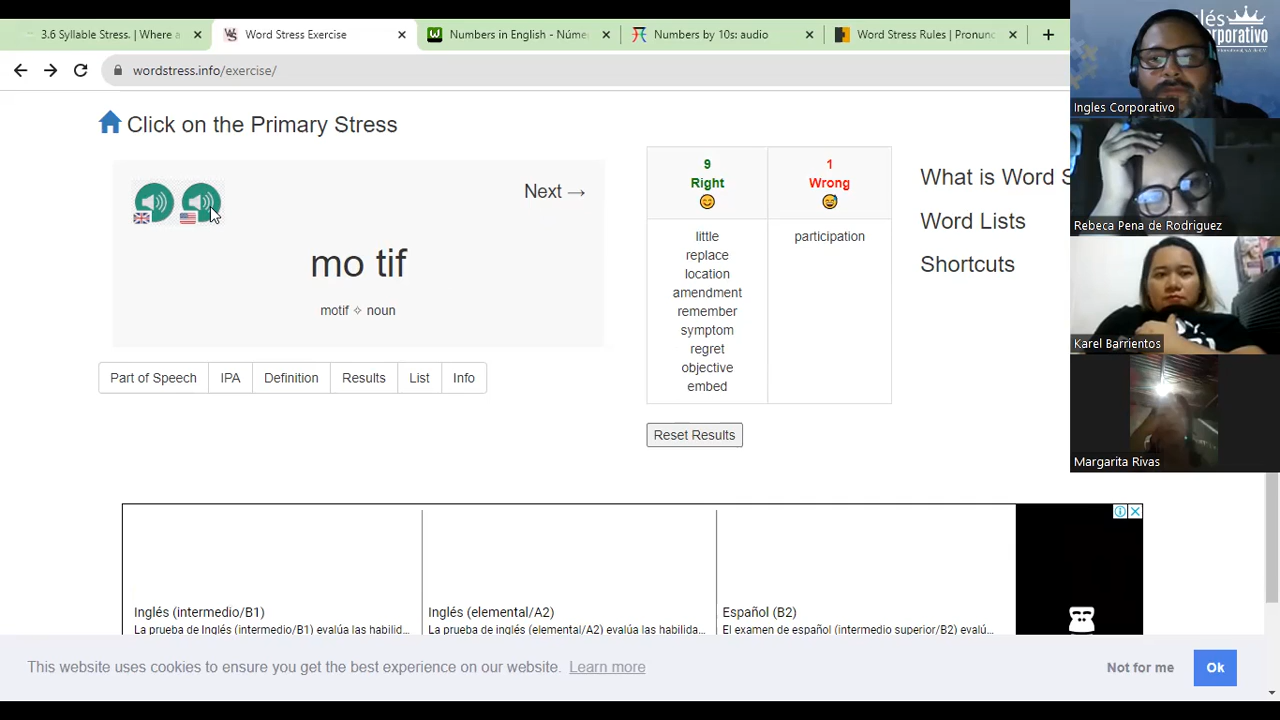 3.6 Syllable Stress. | Where a
Word Stress Exercise
Numbers in English - Núme
Numbers by 10s: audio
Word Stress Rules | Pronunc
wordstress.info/exercise/
Click on the Primary Stress
Next →
mo tif
motif ✧ noun
Part of Speech
IPA
Definition
Results
List
Info
9
Right
1
Wrong
little
replace
location
amendment
remember
symptom
regret
objective
embed
participation
Reset Results
What is Word S
Word Lists
Shortcuts
Inglés (intermedio/B1)
La prueba de Inglés (intermedio/B1) evalúa las habilid...
Inglés (elemental/A2)
La prueba de inglés (elemental/A2) evalúa las habilida...
Español (B2)
El examen de español (intermedio superior/B2) evalú...
This website uses cookies to ensure you get the best experience on our website. Learn more
Not for me
Ok
Ingles Corporativo
Rebeca Pena de Rodriguez
Karel Barrientos
Margarita Rivas